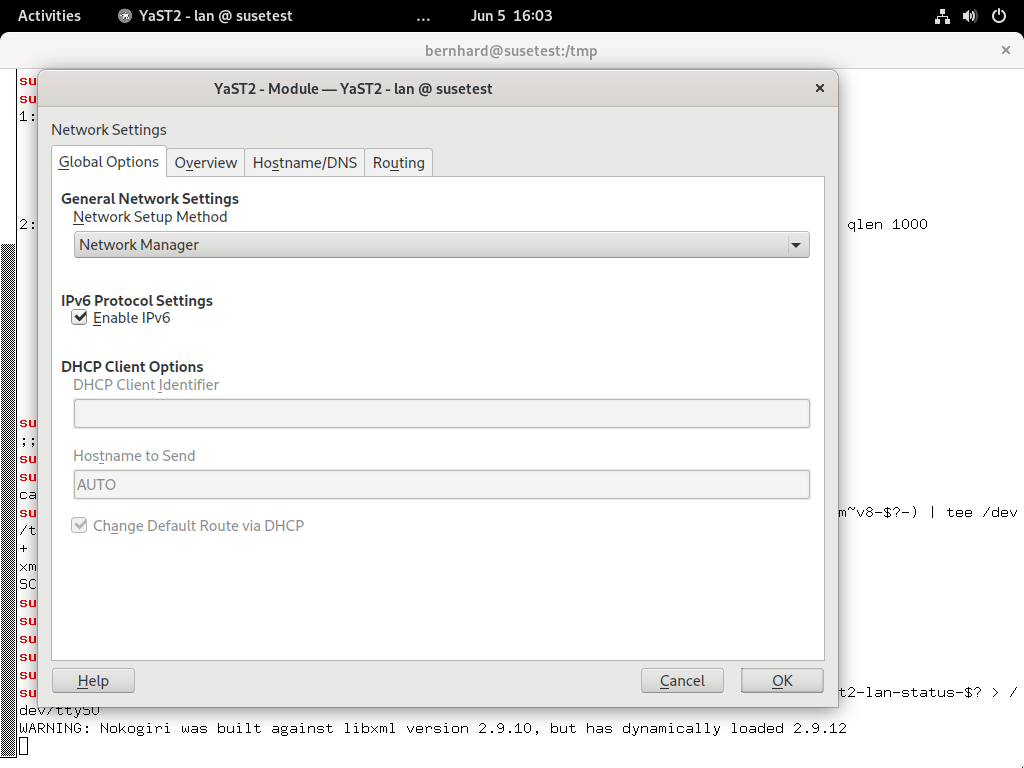 Activities YaST2 - lan @ susetest ... Jun 5 16:03
bernhard@susetest:/tmp ×
YaST2 - Module — YaST2 - lan @ susetest ×
Network Settings
Global Options Overview Hostname/DNS Routing
General Network Settings
Network Setup Method
Network Manager
IPv6 Protocol Settings
Enable IPv6
DHCP Client Options
DHCP Client Identifier
Hostname to Send
AUTO
Change Default Route via DHCP
Help Cancel OK
su
su
1:
2: qlen 1000
su
;;
su
su
ca
su m~v8-$?-) | tee /dev
/t
+
xm
SC
su
su
su
su
su
su t2-lan-status-$? > /
dev/ttyS0
WARNING: Nokogiri was built against libxml version 2.9.10, but has dynamically loaded 2.9.12